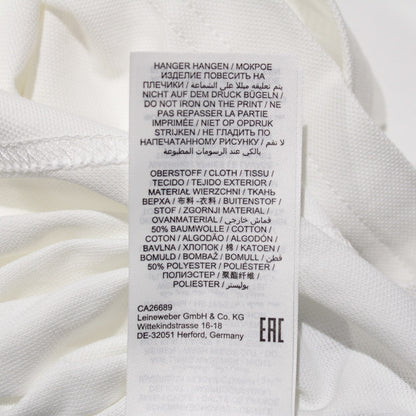 HANGER HANGEN / МОКРОЕ
ИЗДЕЛИЕ ПОВЕСИТЬ НА
ПЛЕЧИКИ / يتم تعليقه مبللا على الشماعة /
NICHT AUF DEM DRUCK BÜGELN /
DO NOT IRON ON THE PRINT / NE
PAS REPASSER LA PARTIE
IMPRIMÉE / NIET OP OPDRUK
STRIJKEN / НЕ ГЛАДИТЬ ПО
НАПЕЧАТАННОМУ РИСУНКУ / لا تقم
بالكي عند الرسومات المطبوعة
OBERSTOFF / CLOTH / TISSU /
TECIDO / TEJIDO EXTERIOR /
MATERIAŁ WIERZCHNI / ТКАНЬ
ВЕРХА / 布料 -衣料 / BUITENSTOF /
STOF / ZGORNJI MATERIAL /
OVANMATERIAL / قماش خارجي /
50% BAUMWOLLE / COTTON /
COTON / ALGODÃO / ALGODÓN /
BAVLNA / ХЛОПОК / 棉 / KATOEN /
BOMULD / BOMBAŽ / BOMULL / قطن /
50% POLYESTER / POLIÉSTER /
ПОЛИЭСТЕР / 聚酯纤维 /
POLIESTER / بوليستر
CA26689
Leineweber GmbH & Co. KG
Wittekindstrasse 16-18
DE-32051 Herford, Germany
EAC